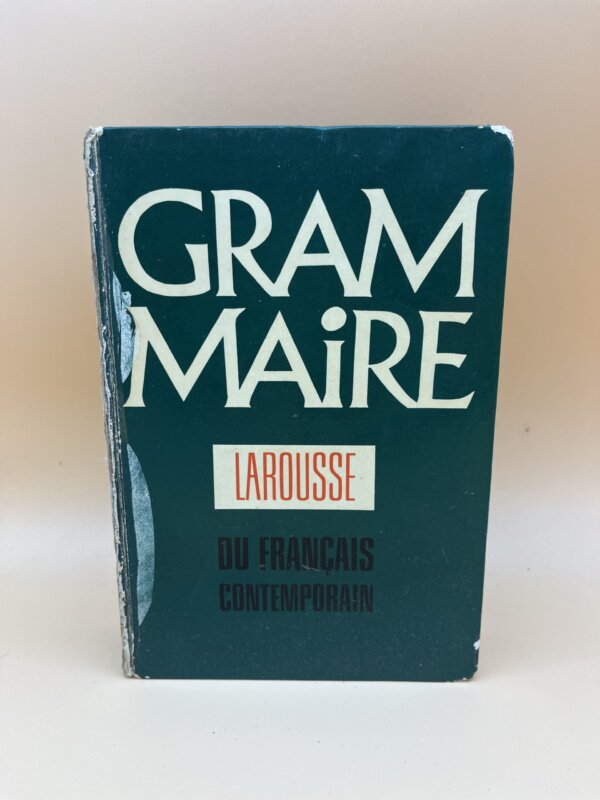 GRAM
MAiRE
LAROUSSE
DU FRANÇAIS
CONTEMPORAIN